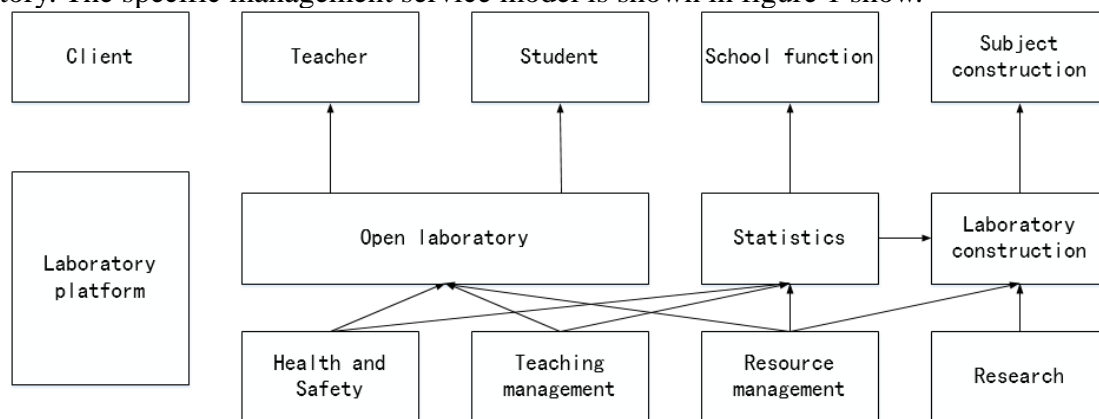 tory. The specific management service model is shown in figure 1 show.
Client
Teacher
Student
School function
Subject
construction
Laboratory
platform
Open laboratory
Statistics
Laboratory
construction
Health and
Safety
Teaching
management
Resource
management
Research